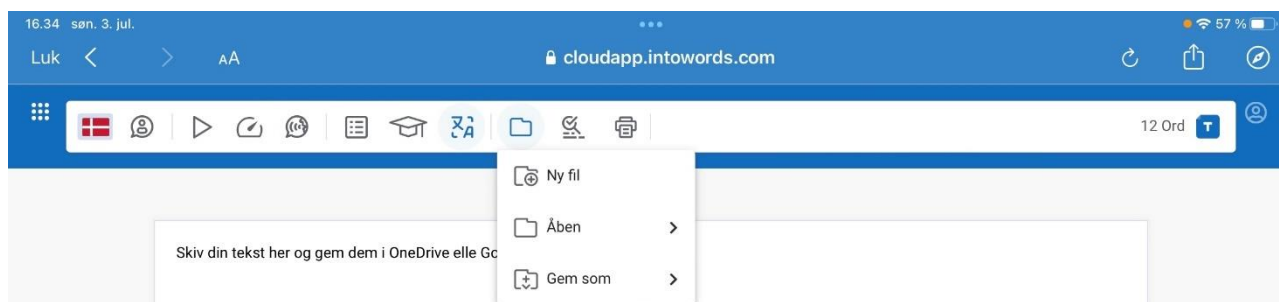 16.34 søn. 3. jul.
57 %
Luk AA cloudapp.intowords.com
12 Ord T
Ny fil
Åben
Skiv din tekst her og gem dem i OneDrive elle
Gem som